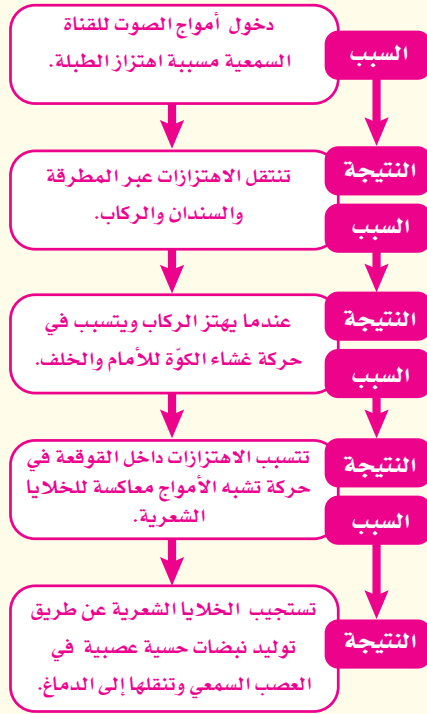 السبب
دخول أمواج الصوت للقناة
السمعية مسببة اهتزاز الطبلة.
النتيجة
تنتقل الاهتزازات عبر المطرقة
والسندان والركاب.
السبب
النتيجة
عندما يهتز الركاب ويتسبب في
حركة غشاء الكوّة للأمام والخلف.
السبب
النتيجة
تتسبب الاهتزازات داخل القوقعة في
حركة تشبه الأمواج معاكسة للخلايا
الشعرية.
السبب
النتيجة
تستجيب الخلايا الشعرية عن طريق
توليد نبضات حسية عصبية في
العصب السمعي وتنقلها إلى الدماغ.